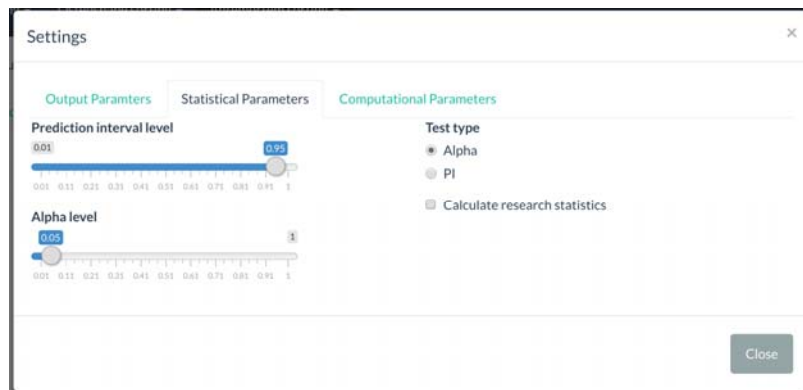 Settings
×
Output Paramters
Statistical Parameters
Computational Parameters
Prediction interval level
0.01
0.95
0.01 0.11 0.21 0.31 0.41 0.51 0.61 0.71 0.81 0.91 1
Alpha level
0.05
1
0.01 0.11 0.21 0.31 0.41 0.51 0.61 0.71 0.81 0.91 1
Test type
Alpha
PI
Calculate research statistics
Close